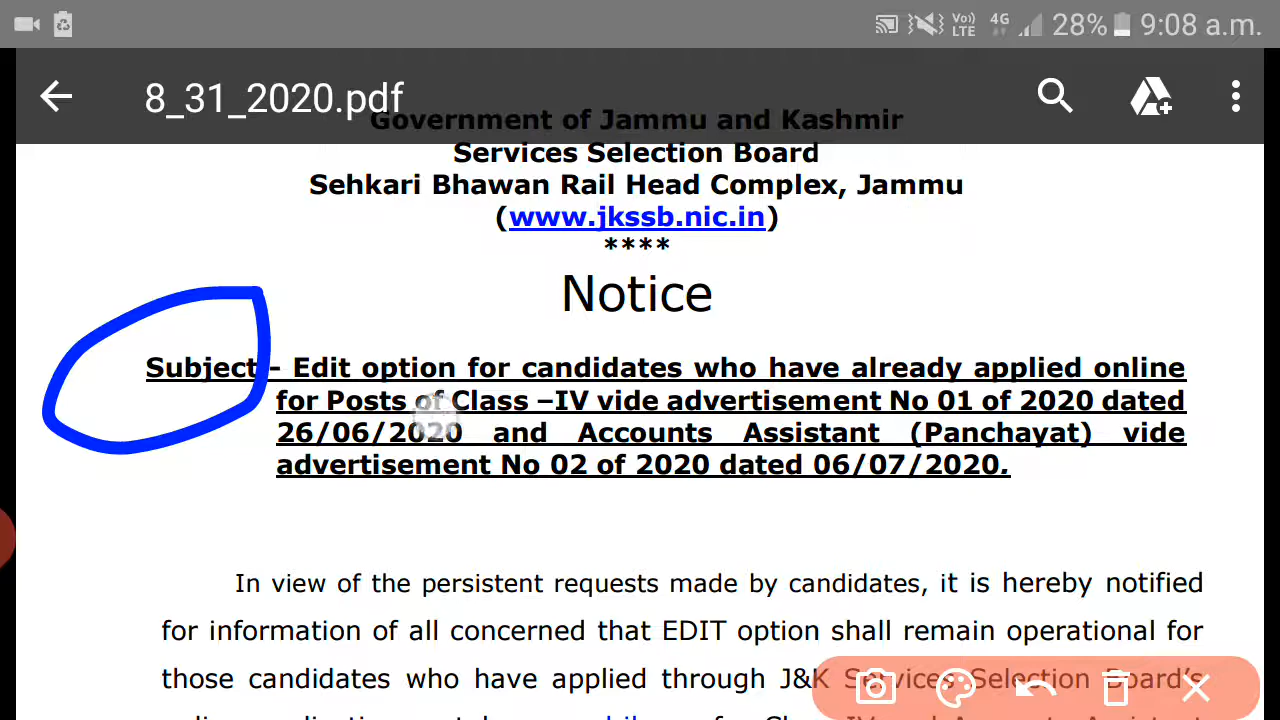 Vo)) LTE 4G 28% 9:08 a.m.
8_31_2020.pdf
Government of Jammu and Kashmir
Services Selection Board
Sehkari Bhawan Rail Head Complex, Jammu
(www.jkssb.nic.in)
****
Notice
Subject - Edit option for candidates who have already applied online
for Posts of Class –IV vide advertisement No 01 of 2020 dated
26/06/2020 and Accounts Assistant (Panchayat) vide
advertisement No 02 of 2020 dated 06/07/2020.
In view of the persistent requests made by candidates, it is hereby notified
for information of all concerned that EDIT option shall remain operational for
those candidates who have applied through J&K Services Selection Board's